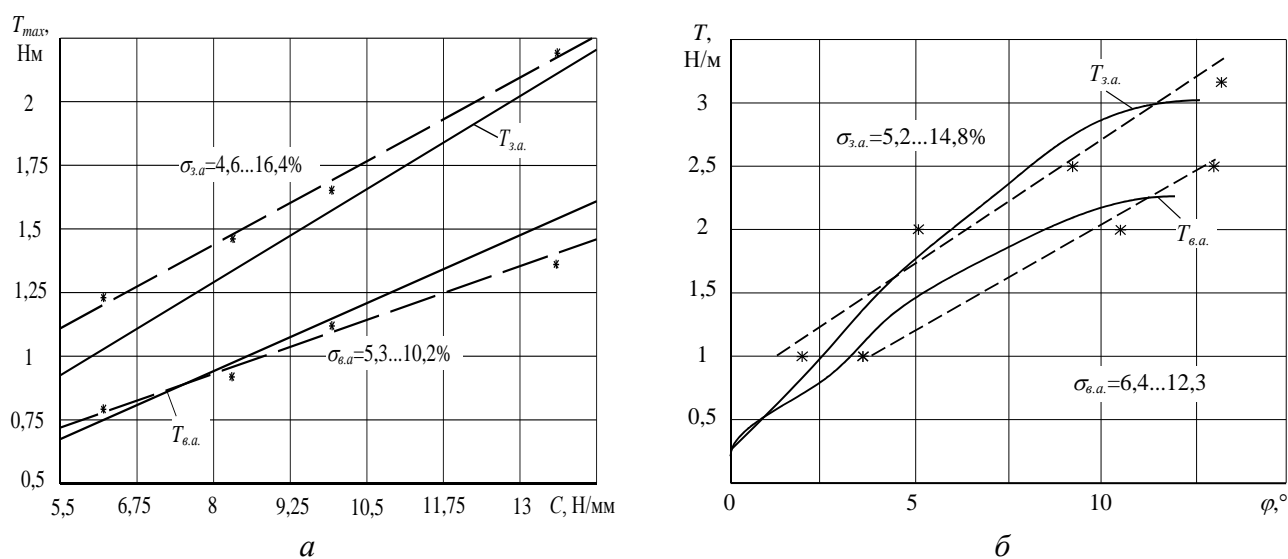 T_max,
Нм
2
1,75
1,5
1,25
1
0,75
0,5
5,5 6,75 8 9,25 10,5 11,75 13 C, Н/мм
σ_з.а=4,6...16,4%
T_з.а.
σ_в.а=5,3...10,2%
T_в.а.
а
T,
Н/м
3
2,5
2
1,5
1
0,5
0 5 10 φ,°
T_з.а.
σ_з.а.=5,2...14,8%
T_в.а.
σ_в.а.=6,4...12,3
б